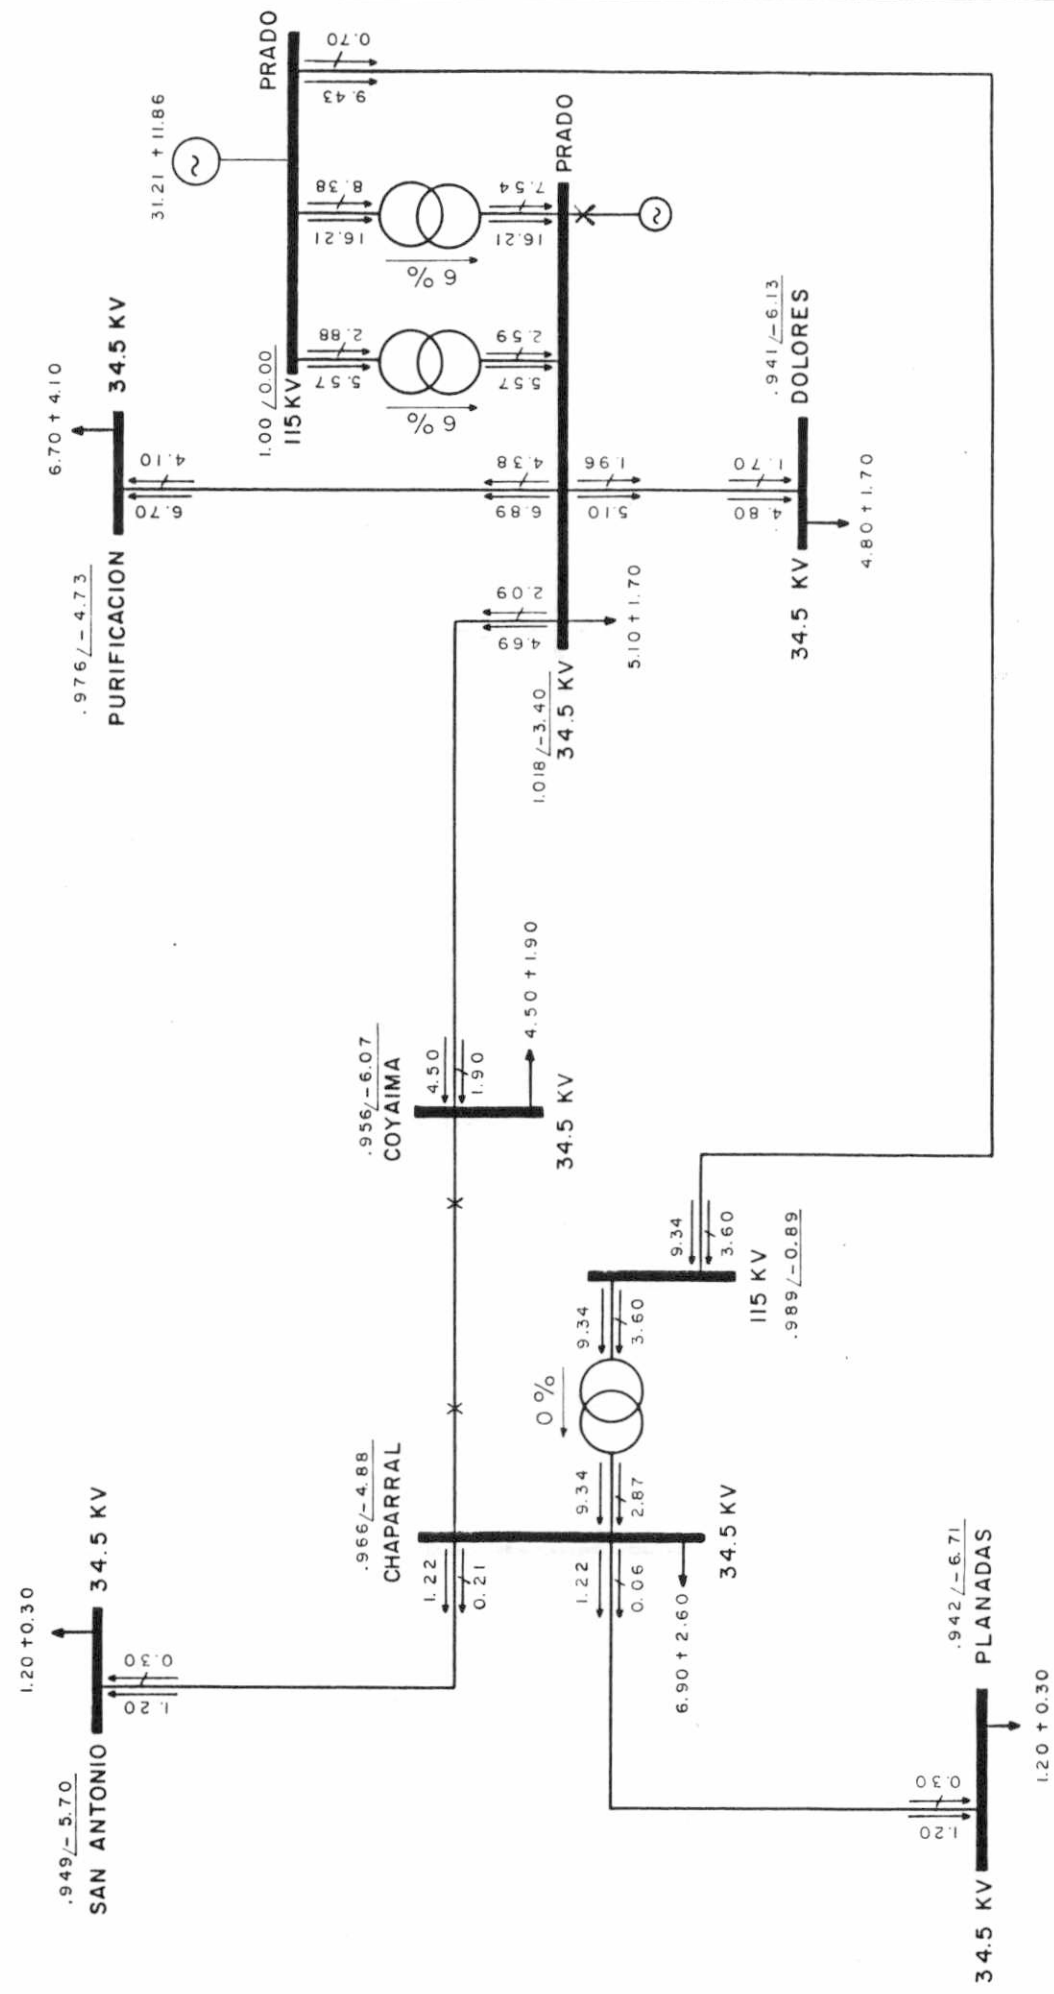 PRADO
31.21 + 11.86
0.70
9.43
8.38
16.21
6 %
7.54
16.21
PRADO
2.88
5.57
6 %
2.59
5.57
1.00 /0.00
115 KV
34.5 KV
6.70 + 4.10
4.10
6.70
PURIFICACION
.976/-4.73
4.38
6.89
1.96
5.10
1.70
4.80
.941/-6.13
DOLORES
34.5 KV
4.80 + 1.70
2.09
4.69
5.10 + 1.70
1.018/-3.40
34.5 KV
.956/-6.07
COYAIMA
4.50
1.90
4.50 + 1.90
34.5 KV
9.34
3.60
115 KV
.989/-0.89
9.34
3.60
0 %
9.34
2.87
.966/-4.88
CHAPARRAL
34.5 KV
1.22
0.21
1.22
0.06
6.90 + 2.60
34.5 KV
1.20 + 0.30
0.30
1.20
SAN ANTONIO
.949/-5.70
.942/-6.71
PLANADAS
0.30
1.20
1.20 + 0.30
34.5 KV